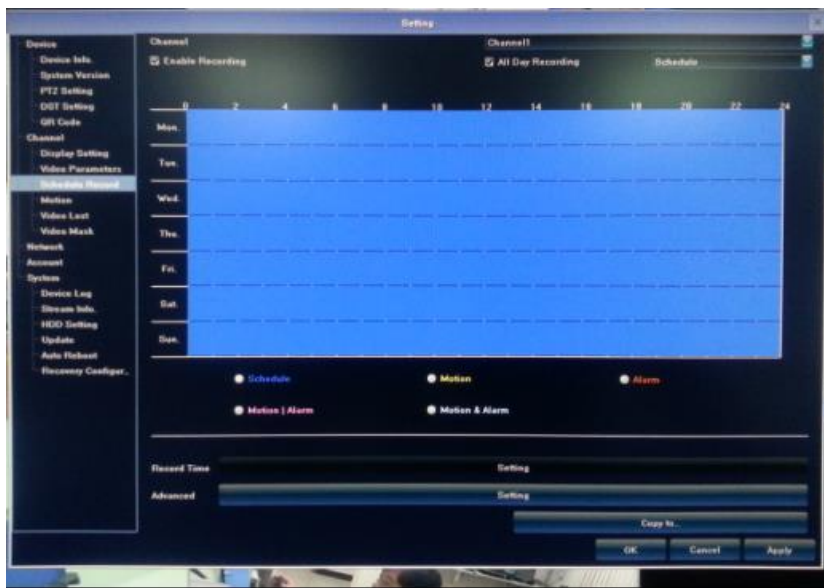 Setting
Device
Device Info.
System Version
PTZ Setting
DST Setting
QR Code
Channel
Display Setting
Video Parameters
Schedule Record
Motion
Video Lost
Video Mask
Network
Account
System
Device Log
Stream Info.
HDD Setting
Update
Auto Reboot
Recovery Configur..
Channel Channel1
Enable Recording All Day Recording Schedule
0 2 4 6 8 10 12 14 16 18 20 22 24
Mon.
Tue.
Wed.
Thu.
Fri.
Sat.
Sun.
Schedule Motion Alarm
Motion | Alarm Motion & Alarm
Record Time Setting
Advanced Setting
Copy to..
OK Cancel Apply